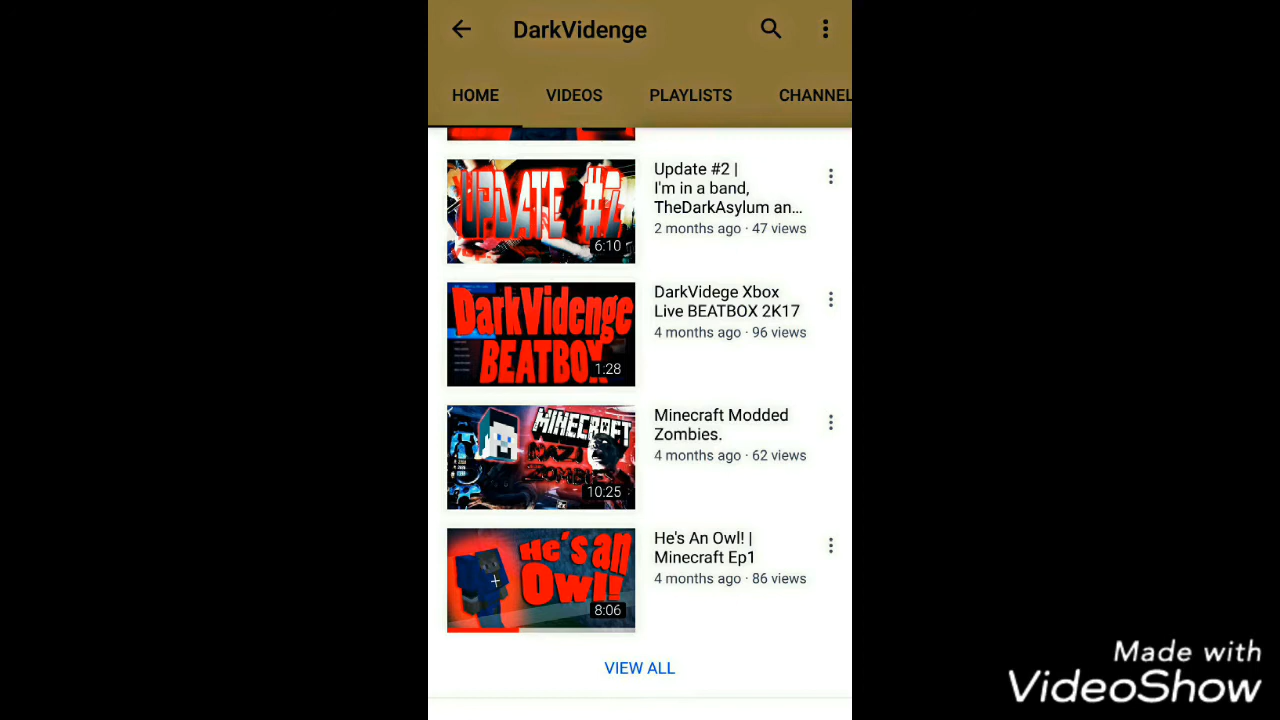 DarkVidenge
HOME VIDEOS PLAYLISTS CHANNEL
UPDATE #2
6:10
Update #2 |
I'm in a band,
TheDarkAsylum an...
2 months ago · 47 views
DarkVidenge
BEATBOX
1:28
DarkVidege Xbox
Live BEATBOX 2K17
4 months ago · 96 views
MINECRAFT
NAZI
ZOMBIES
10:25
Minecraft Modded
Zombies.
4 months ago · 62 views
He's an
Owl!
8:06
He's An Owl! |
Minecraft Ep1
4 months ago · 86 views
VIEW ALL
Made with
VideoShow